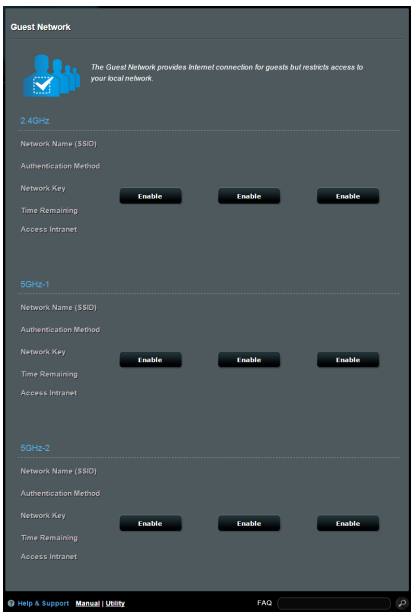 Guest Network
The Guest Network provides Internet connection for guests but restricts access to
your local network.
2.4GHz
Network Name (SSID)
Authentication Method
Network Key
Enable Enable Enable
Time Remaining
Access Intranet
5GHz-1
Network Name (SSID)
Authentication Method
Network Key
Enable Enable Enable
Time Remaining
Access Intranet
5GHz-2
Network Name (SSID)
Authentication Method
Network Key
Enable Enable Enable
Time Remaining
Access Intranet
? Help & Support Manual | Utility FAQ